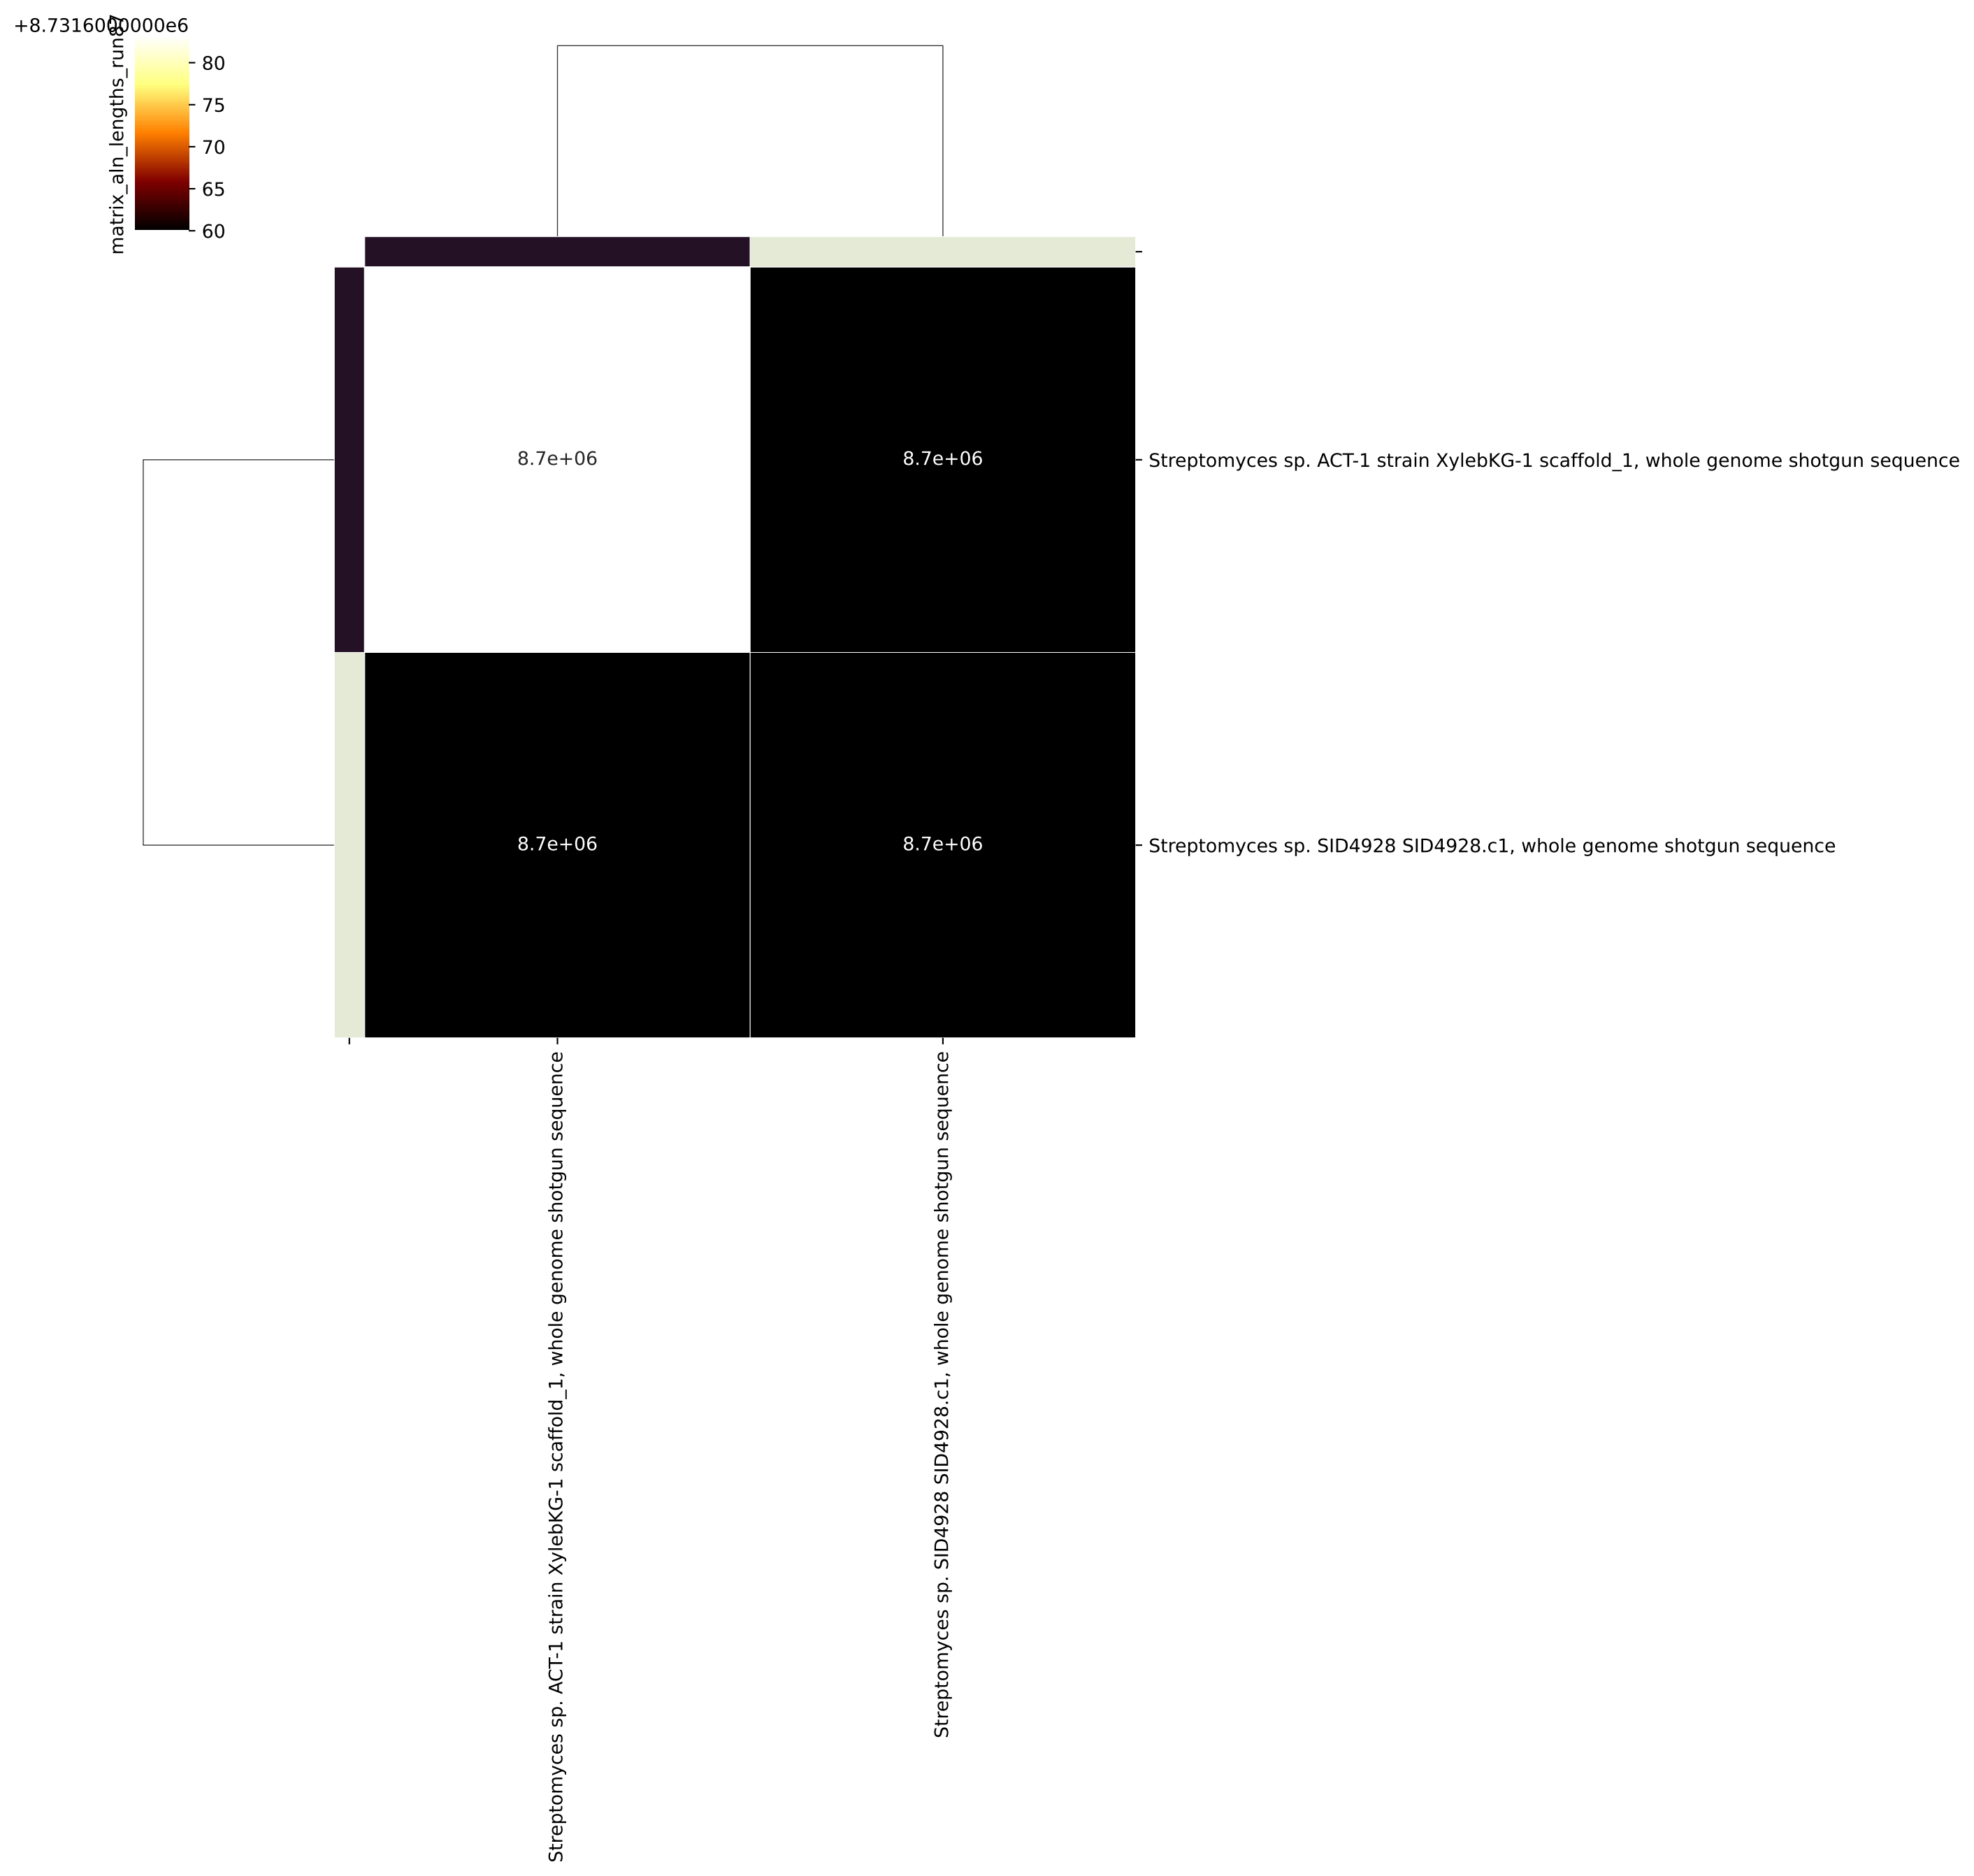 +8.7316000000e6
matrix_aln_lengths_run87
80
75
70
65
60
8.7e+06
8.7e+06
Streptomyces sp. ACT-1 strain XylebKG-1 scaffold_1, whole genome shotgun sequence
8.7e+06
8.7e+06
Streptomyces sp. SID4928 SID4928.c1, whole genome shotgun sequence
Streptomyces sp. ACT-1 strain XylebKG-1 scaffold_1, whole genome shotgun sequence
Streptomyces sp. SID4928 SID4928.c1, whole genome shotgun sequence